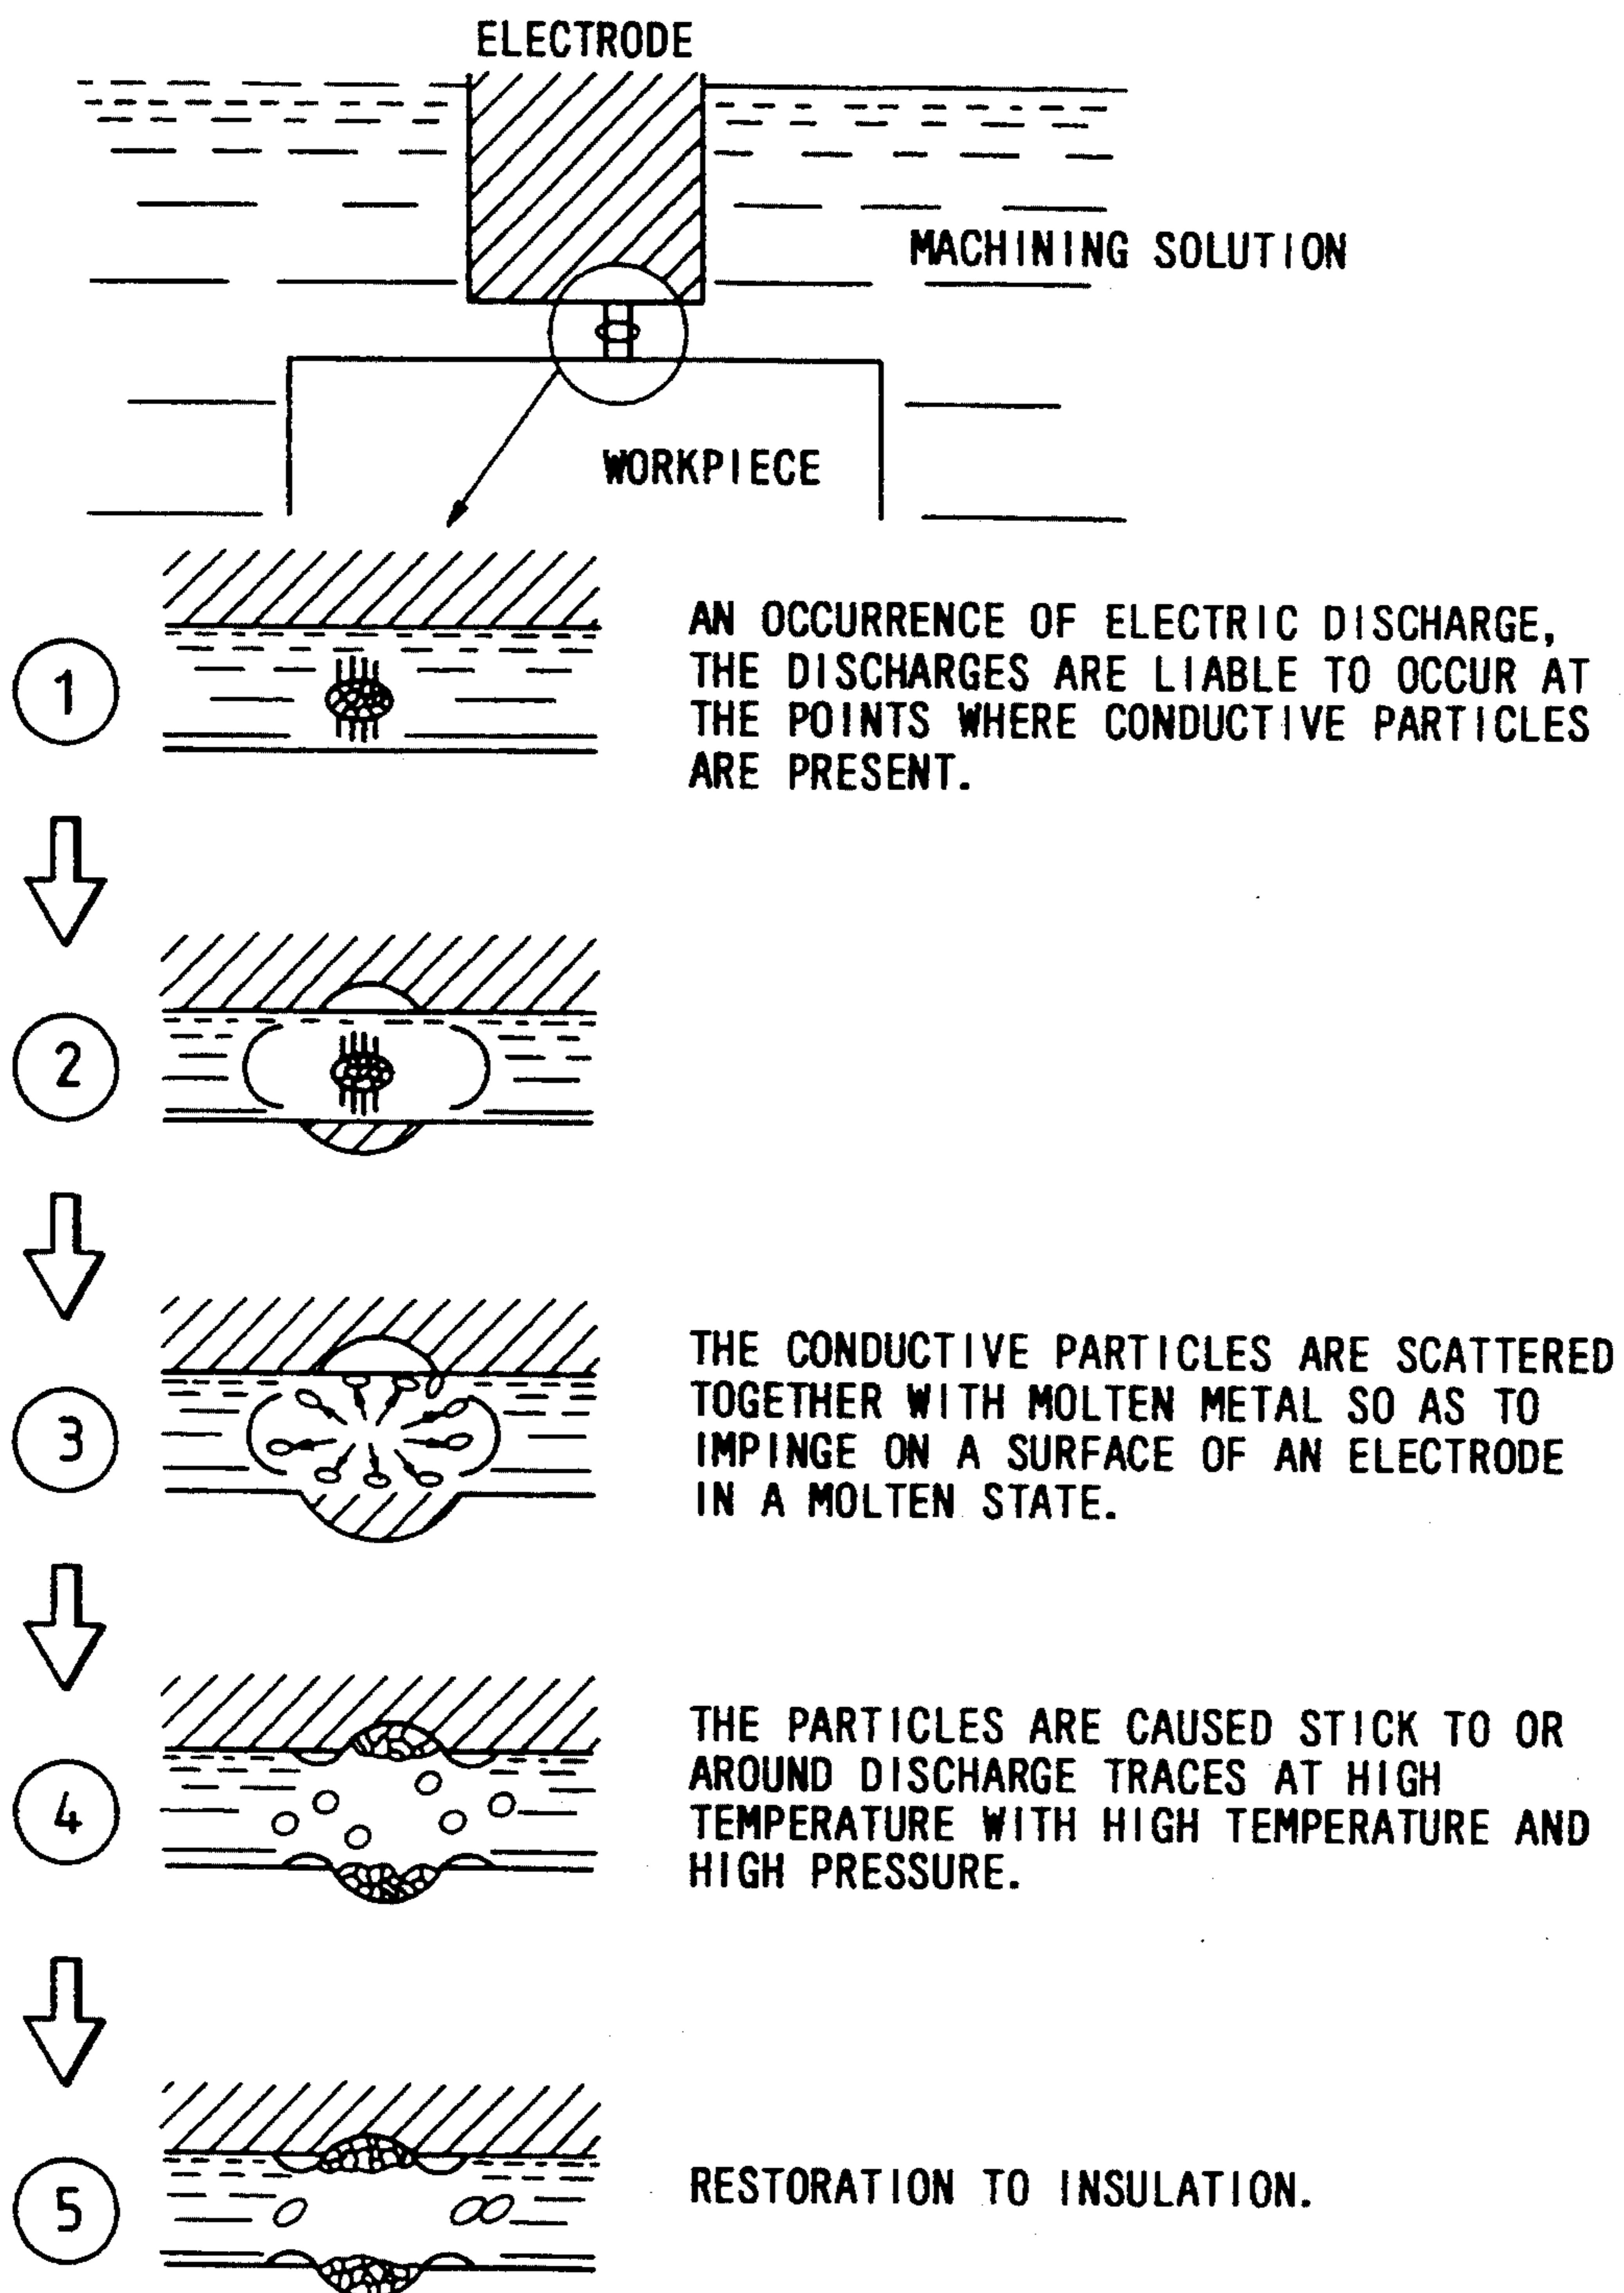 ELECTRODE
MACHINING SOLUTION
WORKPIECE
1
AN OCCURRENCE OF ELECTRIC DISCHARGE,
THE DISCHARGES ARE LIABLE TO OCCUR AT
THE POINTS WHERE CONDUCTIVE PARTICLES
ARE PRESENT.
2
3
THE CONDUCTIVE PARTICLES ARE SCATTERED
TOGETHER WITH MOLTEN METAL SO AS TO
IMPINGE ON A SURFACE OF AN ELECTRODE
IN A MOLTEN STATE.
4
THE PARTICLES ARE CAUSED STICK TO OR
AROUND DISCHARGE TRACES AT HIGH
TEMPERATURE WITH HIGH TEMPERATURE AND
HIGH PRESSURE.
5
RESTORATION TO INSULATION.